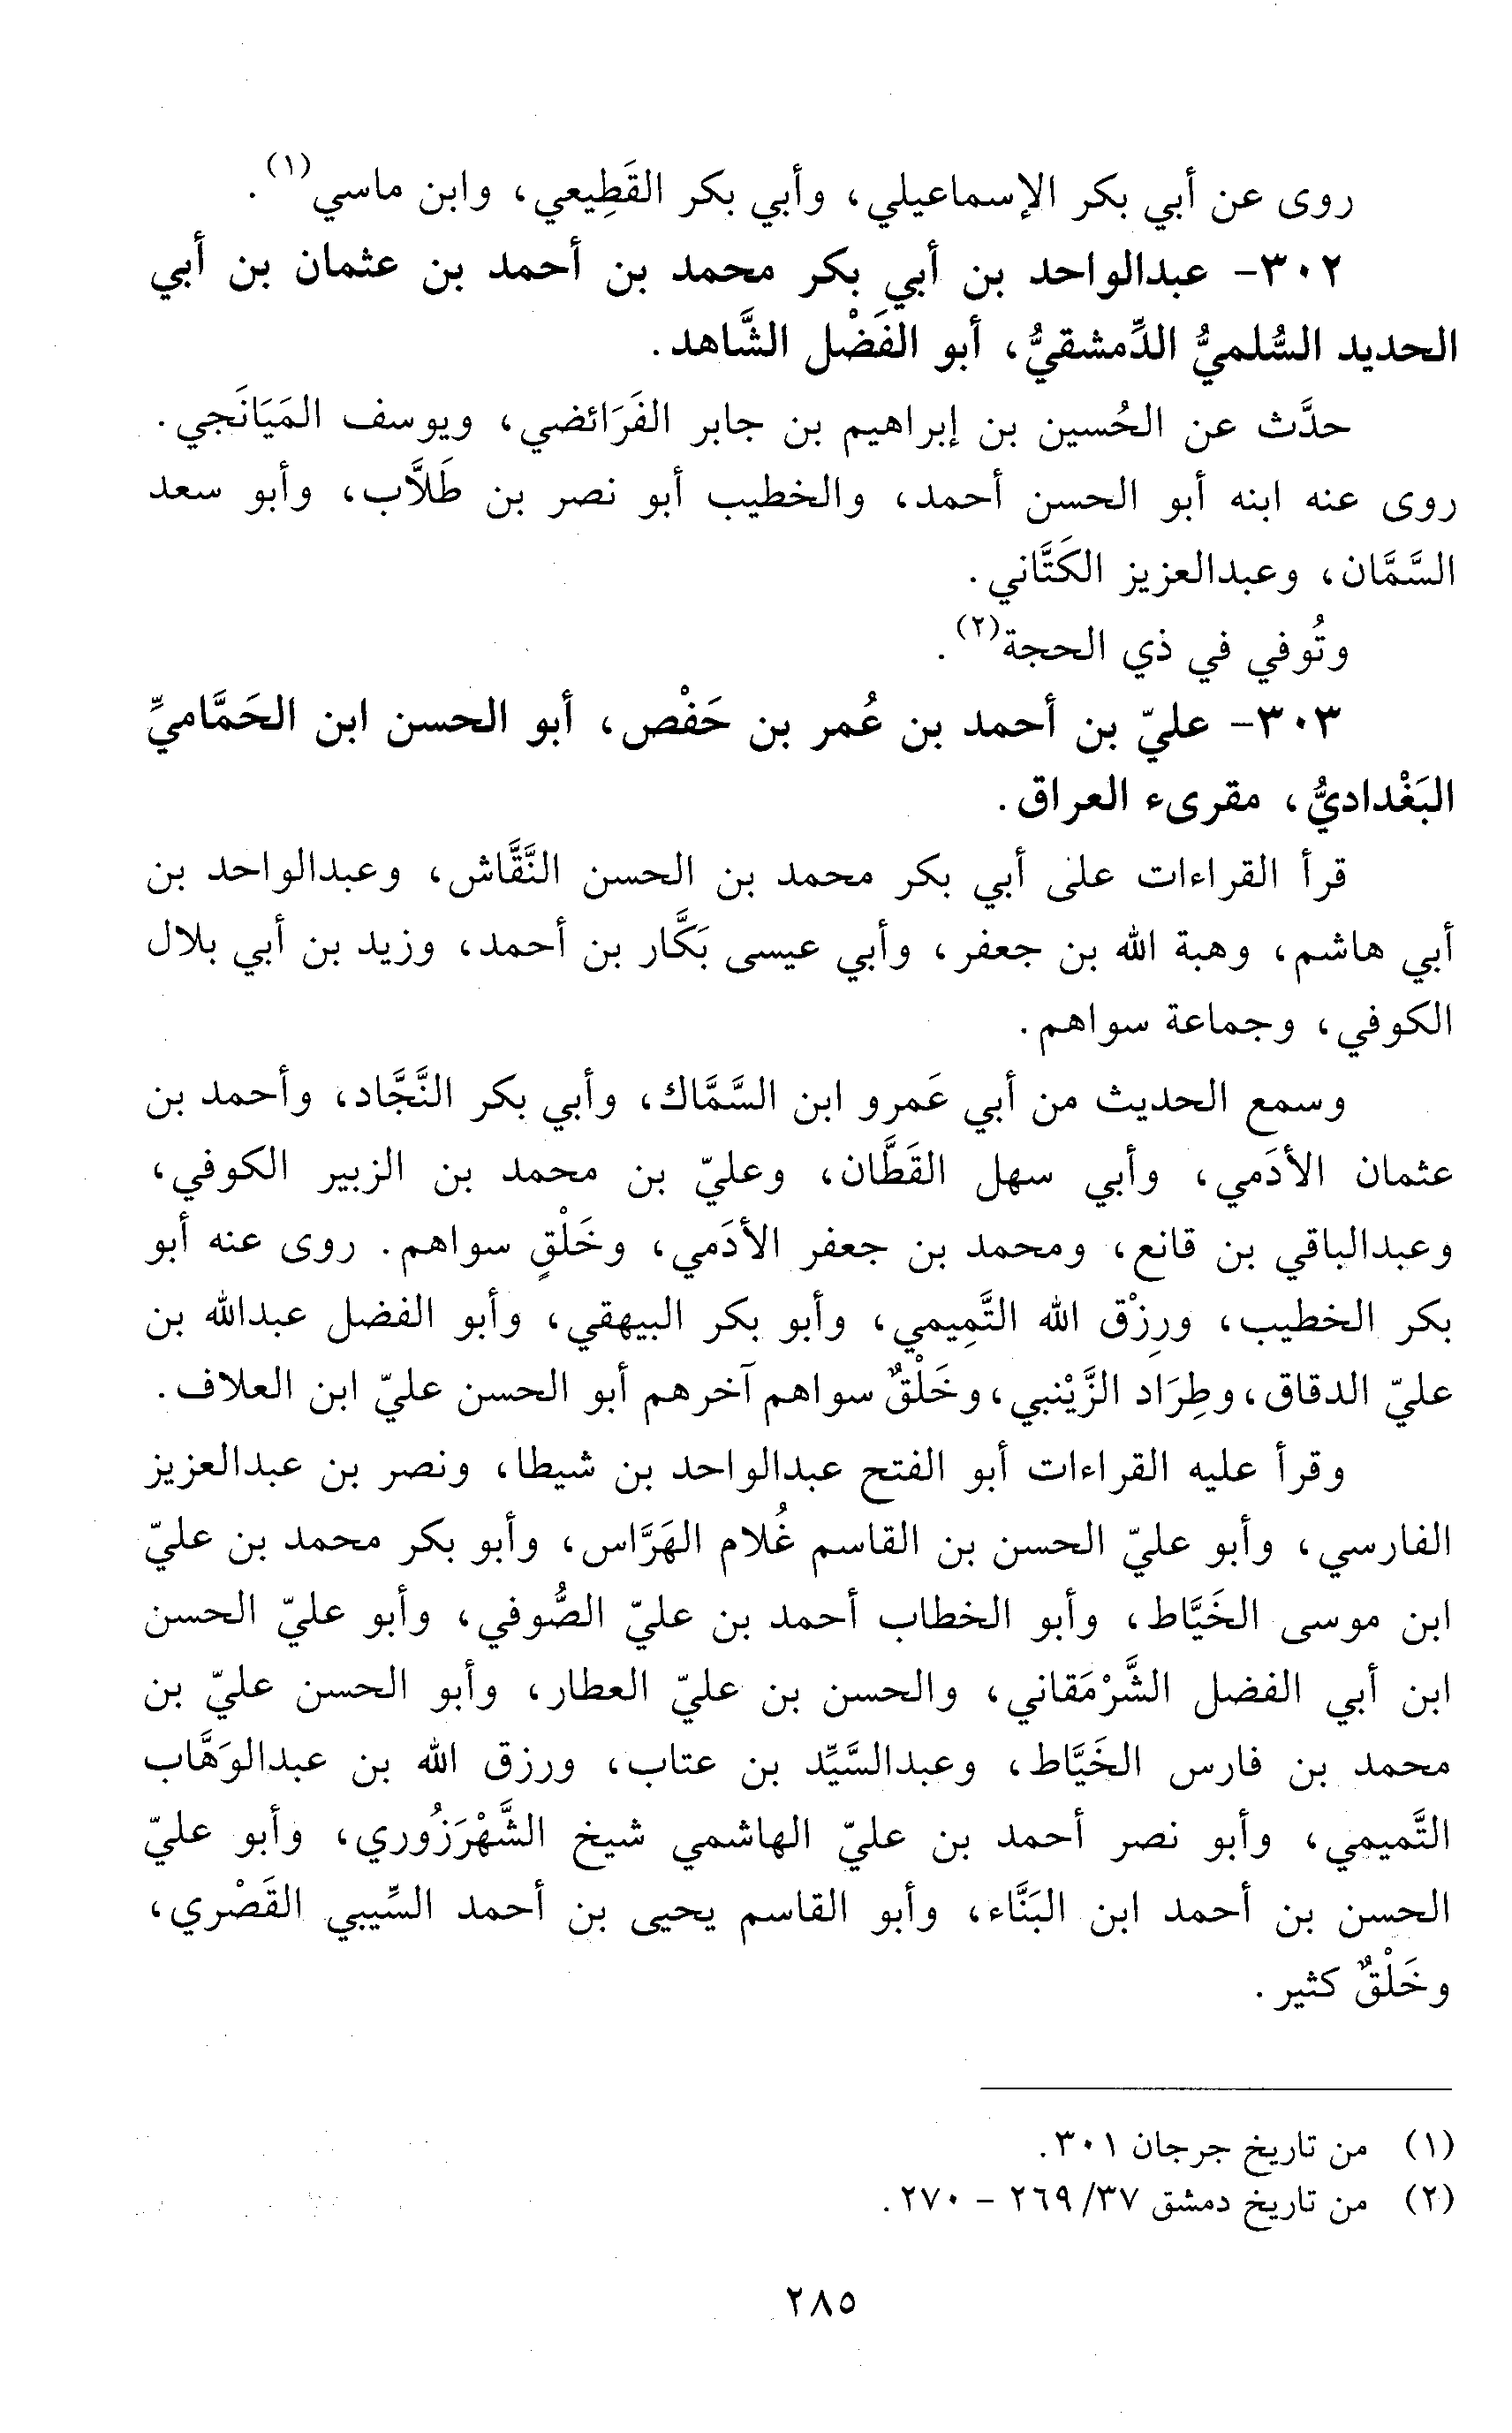 روى عن أبي بكر الإسماعيلي، وأبي بكر القَطِيعي، وابن ماسي(١).
٣٠٢- عبدالواحد بن أبي بكر محمد بن أحمد بن عثمان بن أبي
الحديد السُّلميُّ الدِّمشقيُّ، أبو الفَضْل الشَّاهد.
حدَّث عن الحُسين بن إبراهيم بن جابر الفَرَائضي، ويوسف المَيَانَجي.
روى عنه ابنه أبو الحسن أحمد، والخطيب أبو نصر بن طَلاَّب، وأبو سعد
السَّمَّان، وعبدالعزيز الكَتَّاني.
وتُوفي في ذي الحجة(٢).
٣٠٣- عليّ بن أحمد بن عُمر بن حَفْص، أبو الحسن ابن الحَمَّاميِّ
البَغْداديُّ، مقرىء العراق.
قرأ القراءات على أبي بكر محمد بن الحسن النَّقَّاش، وعبدالواحد بن
أبي هاشم، وهبة الله بن جعفر، وأبي عيسى بَكَّار بن أحمد، وزيد بن أبي بلال
الكوفي، وجماعة سواهم.
وسمع الحديث من أبي عَمرو ابن السَّمَّاك، وأبي بكر النَّجَّاد، وأحمد بن
عثمان الأدَمي، وأبي سهل القَطَّان، وعليّ بن محمد بن الزبير الكوفي،
وعبدالباقي بن قانع، ومحمد بن جعفر الأدَمي، وخَلْقٍ سواهم. روى عنه أبو
بكر الخطيب، ورِزْق الله التَّمِيمي، وأبو بكر البيهقي، وأبو الفضل عبدالله بن
عليّ الدقاق، وطِرَاد الزَّيْنبي، وخَلْقٌ سواهم آخرهم أبو الحسن عليّ ابن العلاف.
وقرأ عليه القراءات أبو الفتح عبدالواحد بن شيطا، ونصر بن عبدالعزيز
الفارسي، وأبو عليّ الحسن بن القاسم غُلام الهَرَّاس، وأبو بكر محمد بن عليّ
ابن موسى الخَيَّاط، وأبو الخطاب أحمد بن عليّ الصُّوفي، وأبو عليّ الحسن
ابن أبي الفضل الشَّرْمَقاني، والحسن بن عليّ العطار، وأبو الحسن عليّ بن
محمد بن فارس الخَيَّاط، وعبدالسَّيِّد بن عتاب، ورزق الله بن عبدالوَهَّاب
التَّميمي، وأبو نصر أحمد بن عليّ الهاشمي شيخ الشَّهْرَزُوري، وأبو عليّ
الحسن بن أحمد ابن البَنَّاء، وأبو القاسم يحيى بن أحمد السِّيبي القَصْري،
وخَلْقٌ كثير.
(١) من تاريخ جرجان ٣٠١.
(٢) من تاريخ دمشق ٣٧/ ٢٦٩ - ٢٧٠.
٢٨٥